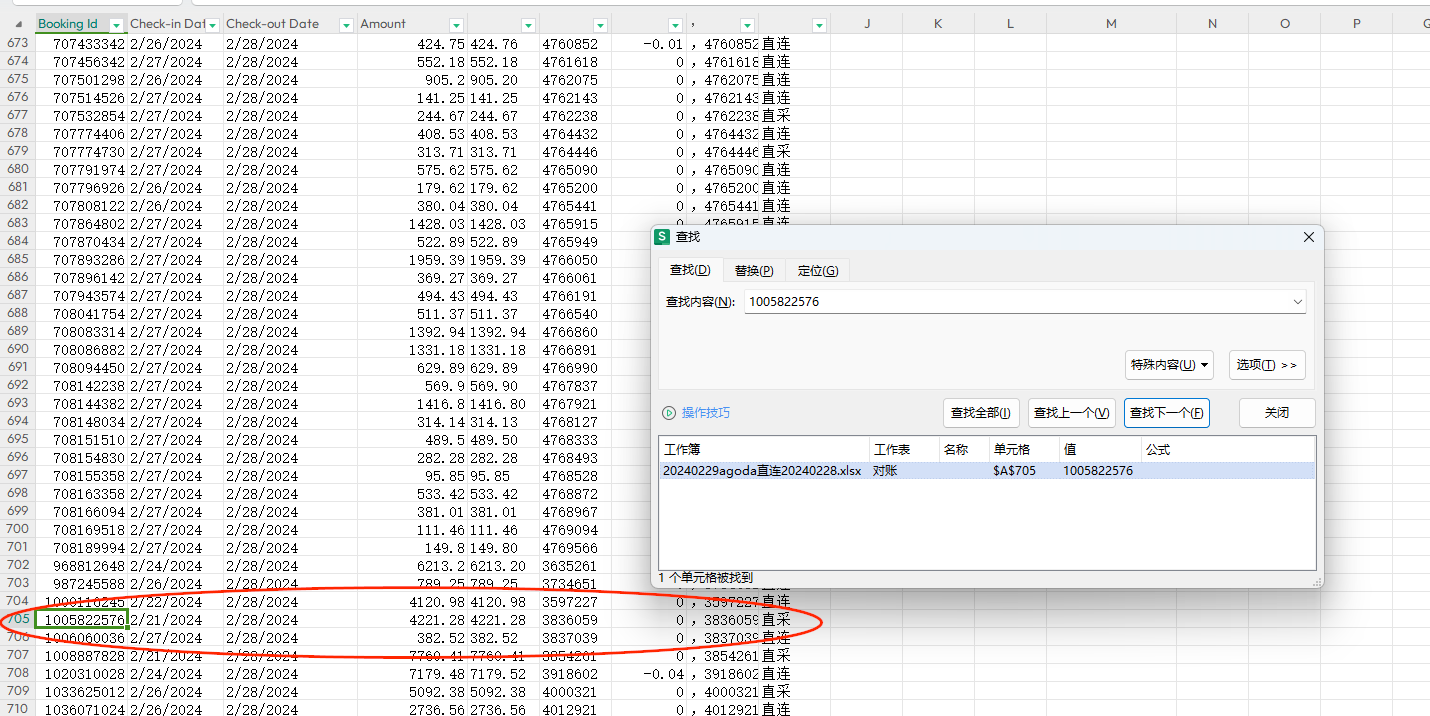 Booking Id Check-in Dat Check-out Date Amount , J K L M N O P
673 707433342 2/26/2024 2/28/2024 424.75 424.76 4760852 -0.01 ，4760852 直连
674 707456342 2/27/2024 2/28/2024 552.18 552.18 4761618 0 ，4761618 直连
675 707501298 2/26/2024 2/28/2024 905.2 905.20 4762075 0 ，4762075 直连
676 707514526 2/27/2024 2/28/2024 141.25 141.25 4762143 0 ，4762143 直连
677 707532854 2/27/2024 2/28/2024 244.67 244.67 4762238 0 ，4762238 直采
678 707774406 2/27/2024 2/28/2024 408.53 408.53 4764432 0 ，4764432 直连
679 707774730 2/27/2024 2/28/2024 313.71 313.71 4764446 0 ，4764446 直采
680 707791974 2/27/2024 2/28/2024 575.62 575.62 4765090 0 ，4765090 直连
681 707796926 2/26/2024 2/28/2024 179.62 179.62 4765200 0 ，4765200 直连
682 707808122 2/26/2024 2/28/2024 380.04 380.04 4765441 0 ，4765441 直连
683 707864802 2/27/2024 2/28/2024 1428.03 1428.03 4765915 0 ，4765915 直连
684 707870434 2/27/2024 2/28/2024 522.89 522.89 4765949
685 707893286 2/27/2024 2/28/2024 1959.39 1959.39 4766050
686 707896142 2/27/2024 2/28/2024 369.27 369.27 4766061
687 707943574 2/27/2024 2/28/2024 494.43 494.43 4766191
688 708041754 2/27/2024 2/28/2024 511.37 511.37 4766540
689 708083314 2/27/2024 2/28/2024 1392.94 1392.94 4766860
690 708086882 2/27/2024 2/28/2024 1331.18 1331.18 4766891
691 708094450 2/27/2024 2/28/2024 629.89 629.89 4766990
692 708142238 2/27/2024 2/28/2024 569.9 569.90 4767837
693 708144382 2/27/2024 2/28/2024 1416.8 1416.80 4767921
694 708148034 2/27/2024 2/28/2024 314.14 314.13 4768127
695 708151510 2/27/2024 2/28/2024 489.5 489.50 4768333
696 708154830 2/27/2024 2/28/2024 282.28 282.28 4768493
697 708155358 2/27/2024 2/28/2024 95.85 95.85 4768528
698 708163358 2/27/2024 2/28/2024 533.42 533.42 4768872
699 708166094 2/27/2024 2/28/2024 381.01 381.01 4768967
700 708169518 2/27/2024 2/28/2024 111.46 111.46 4769094
701 708189994 2/27/2024 2/28/2024 149.8 149.80 4769566
702 968812648 2/24/2024 2/28/2024 6213.2 6213.20 3635261
703 987245588 2/26/2024 2/28/2024 789.25 789.25 3734651
704 1000116245 2/22/2024 2/28/2024 4120.98 4120.98 3597227 0 ，3597227 直连
705 1005822576 2/21/2024 2/28/2024 4221.28 4221.28 3836059 0 ，3836059 直采
706 1006060036 2/27/2024 2/28/2024 382.52 382.52 3837039 0 ，3837039 直连
707 1008887828 2/21/2024 2/28/2024 7760.41 7760.41 3854261 0 ，3854261 直采
708 1020310028 2/24/2024 2/28/2024 7179.48 7179.52 3918602 -0.04 ，3918602 直连
709 1033625012 2/26/2024 2/28/2024 5092.38 5092.38 4000321 0 ，4000321 直采
710 1036071024 2/26/2024 2/28/2024 2736.56 2736.56 4012921 0 ，4012921 直连
S 查找
查找(D) 替换(P) 定位(G)
查找内容(N): 1005822576
特殊内容(U) 选项(T) >>
操作技巧 查找全部(I) 查找上一个(V) 查找下一个(F) 关闭
工作簿 工作表 名称 单元格 值 公式
20240229agoda直连20240228.xlsx 对账 $A$705 1005822576
1 个单元格被找到